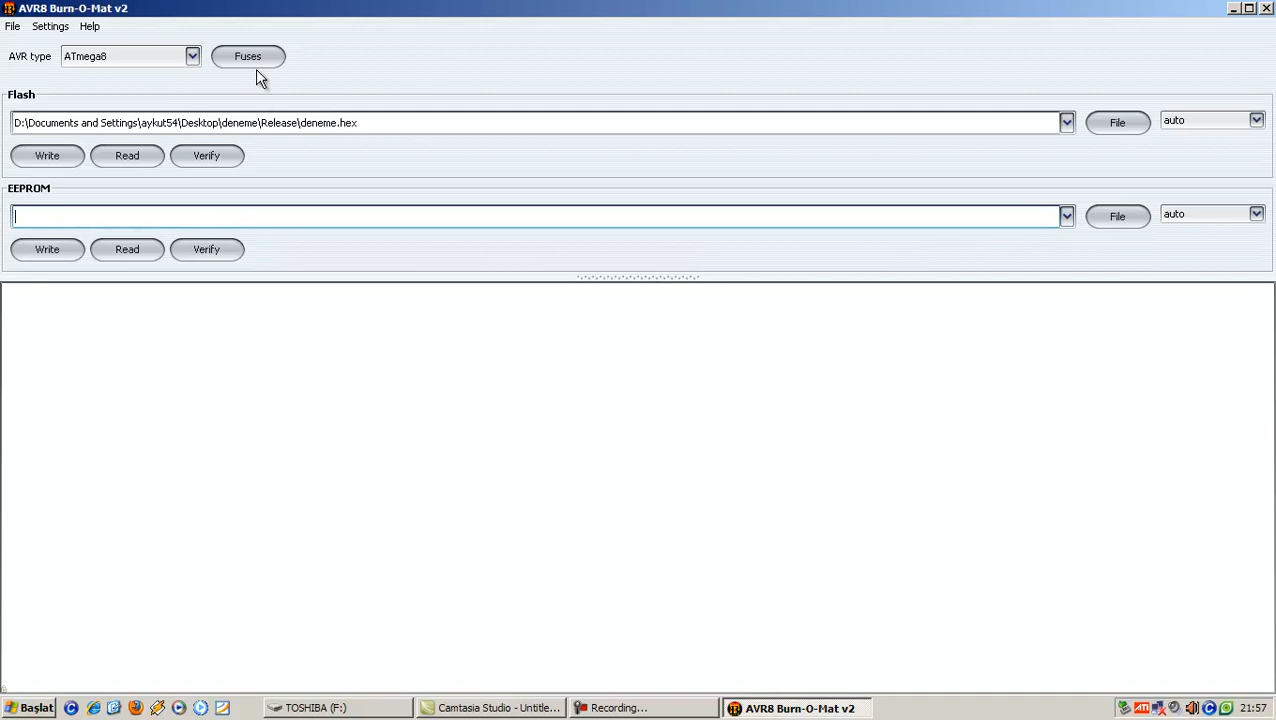 AVR8 Burn-O-Mat v2
File Settings Help
AVR type ATmega8 Fuses
Flash
D:\Documents and Settings\aykut54\Desktop\deneme\Release\deneme.hex File auto
Write Read Verify
EEPROM
File auto
Write Read Verify
Başlat TOSHIBA (F:) Camtasia Studio - Untitle... Recording... AVR8 Burn-O-Mat v2 ATI 21:57